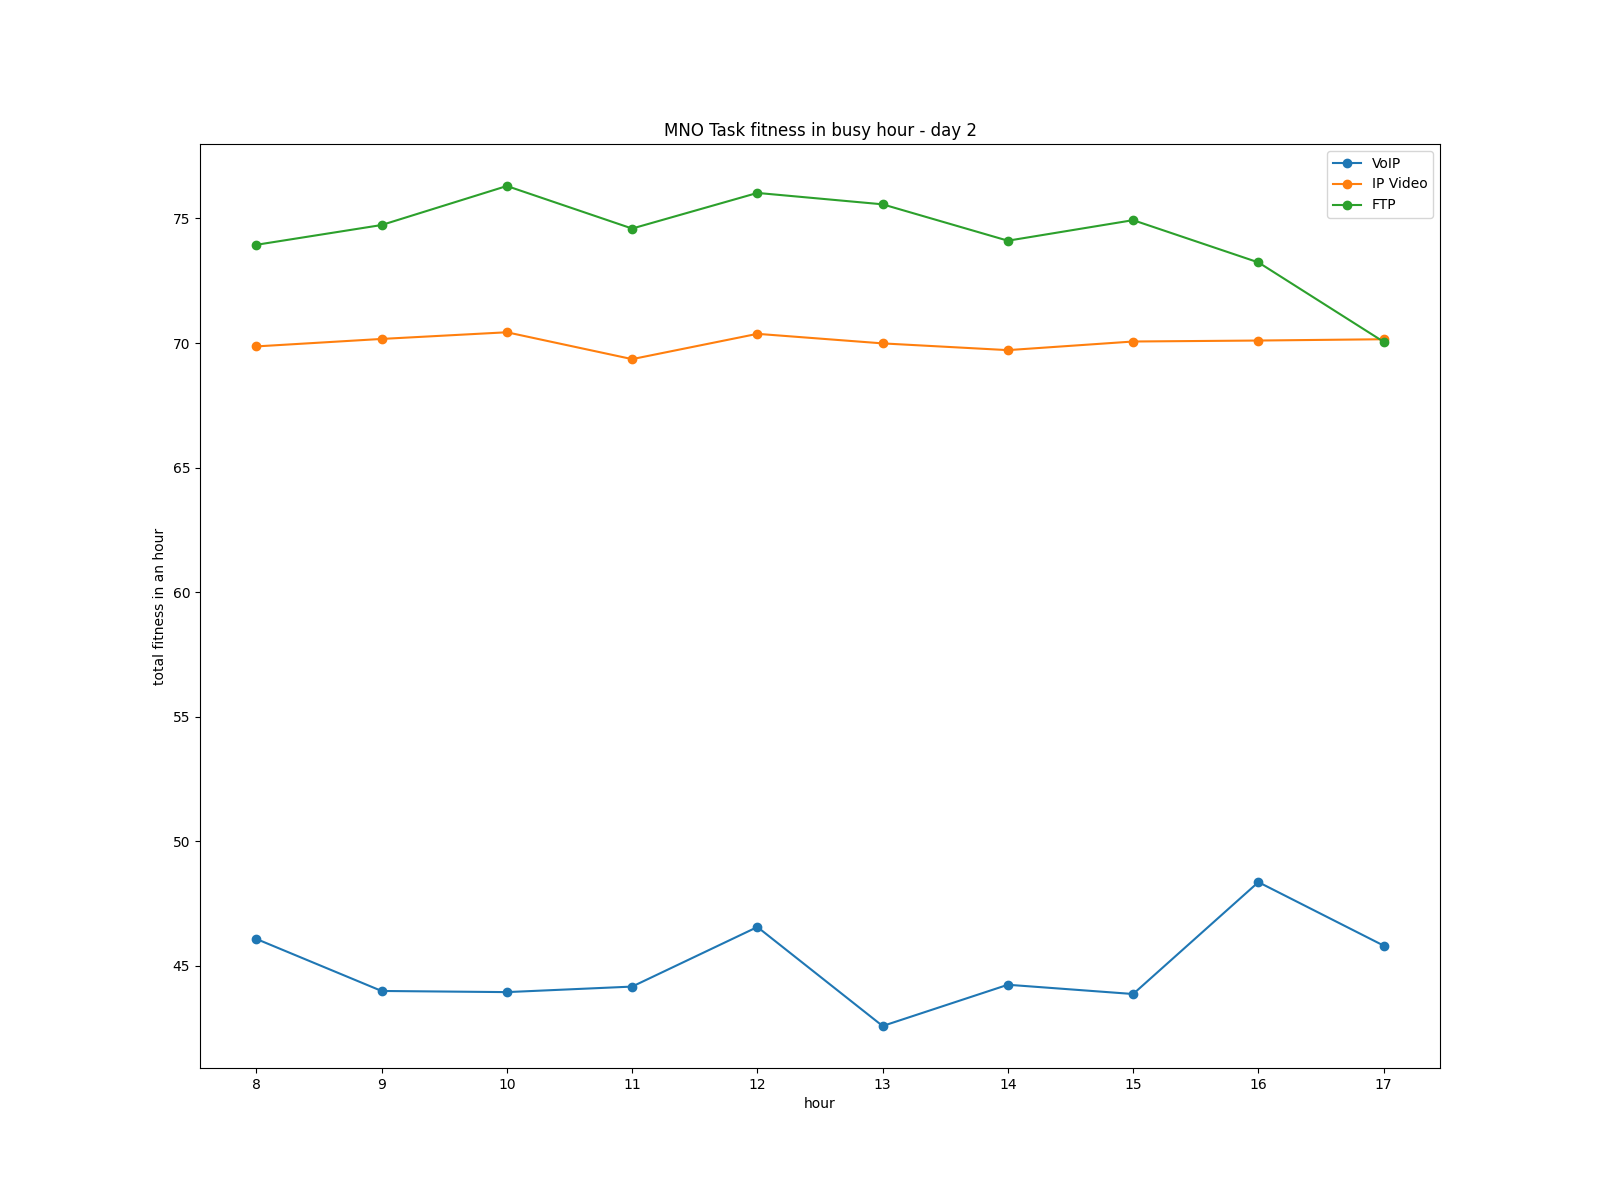 MNO Task fitness in busy hour - day 2
VoIP
IP Video
FTP
75
70
65
60
55
50
45
total fitness in an hour
8 9 10 11 12 13 14 15 16 17
hour